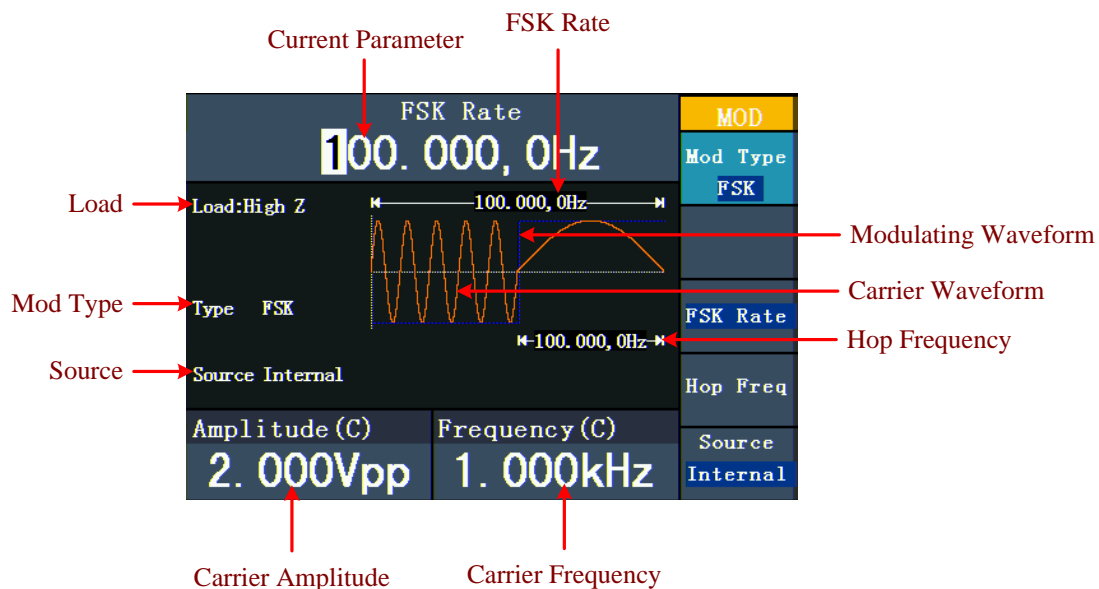 FSK Rate
Current Parameter
FSK Rate
100.000,0Hz
MOD
Mod Type
FSK
Load
Load:High Z
100.000,0Hz
Modulating Waveform
Carrier Waveform
Mod Type
Type FSK
FSK Rate
100.000,0Hz
Hop Frequency
Source
Source Internal
Hop Freq
Amplitude(C)
Frequency(C)
Source
2.000Vpp
1.000kHz
Internal
Carrier Amplitude
Carrier Frequency